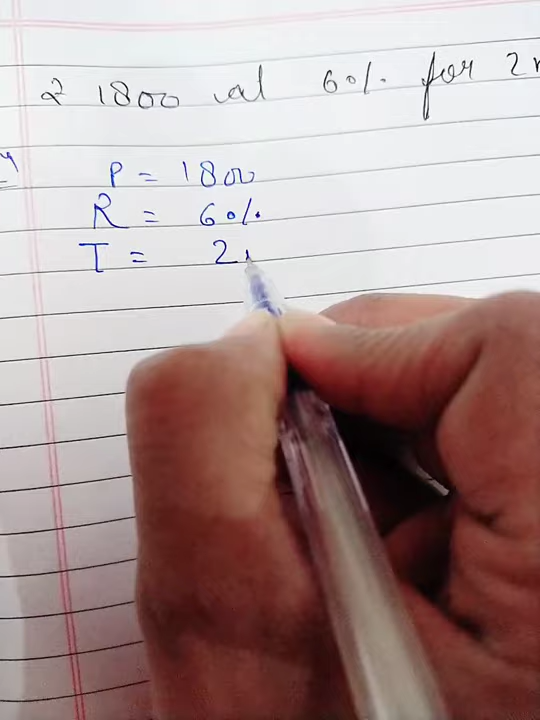 ₹ 1800 at 6% for 2
P = 1800
R = 6%
T = 2